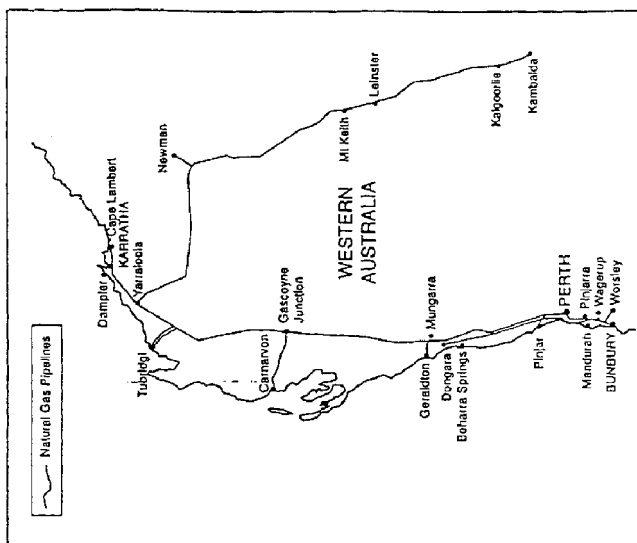 Natural Gas Pipelines
Dampier
Cape Lambert
KARRATHA
Yarraloola
Tubridgi
Newman
Carnarvon
Gascoyne
Junction
Mt Keith
Leinster
WESTERN
AUSTRALIA
Kalgoorlie
Kambalda
Geraldton
Mungarra
Dongara
Beharra Springs
Pinjar
PERTH
Mandurah
Pinjarra
Wagerup
BUNBURY
Worsley